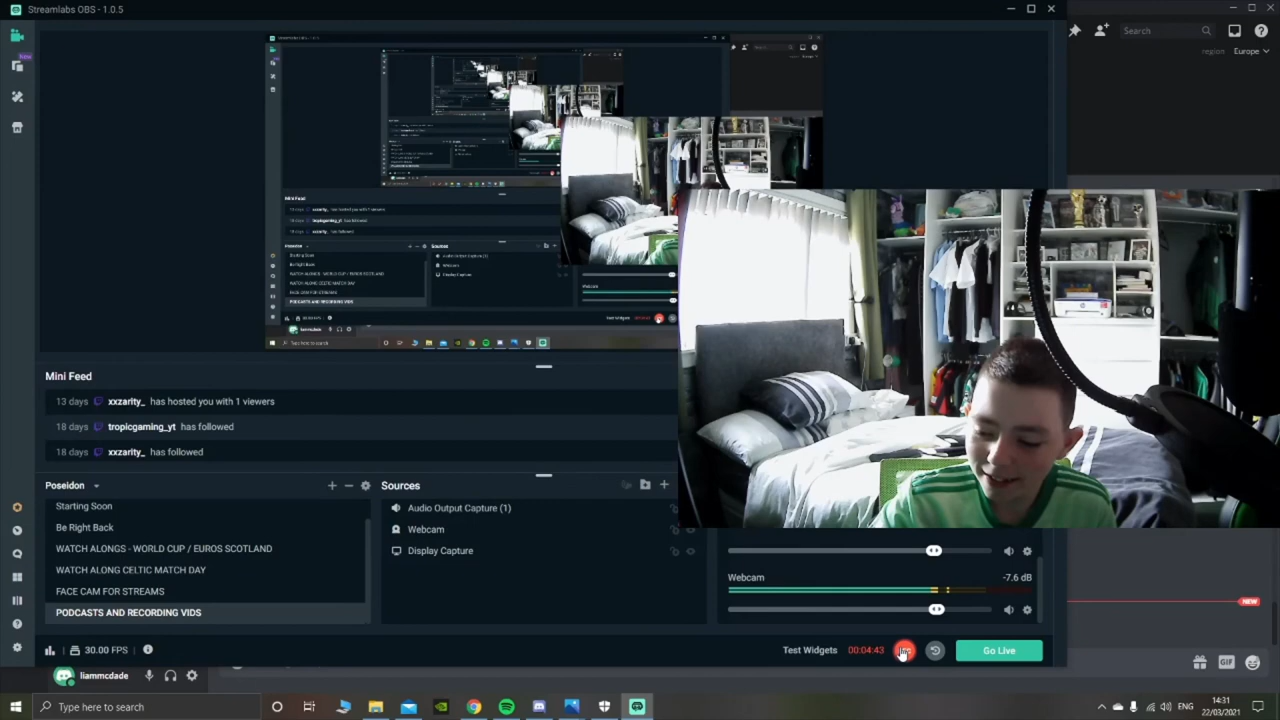 Streamlabs OBS - 1.0.5
Search
region Europe
Mini Feed
13 days xxzarity_ has hosted you with 1 viewers
18 days tropicgaming_yt has followed
18 days xxzarity_ has followed
Poseidon
Starting Soon
Be Right Back
WATCH ALONGS - WORLD CUP / EUROS SCOTLAND
WATCH ALONG CELTIC MATCH DAY
FACE CAM FOR STREAMS
PODCASTS AND RECORDING VIDS
Sources
Audio Output Capture (1)
Webcam
Display Capture
Webcam -7.6 dB
NEW
30.00 FPS
Test Widgets 00:04:43 Go Live
liammcdade
GIF
Type here to search
ENG
14:31
22/03/2021